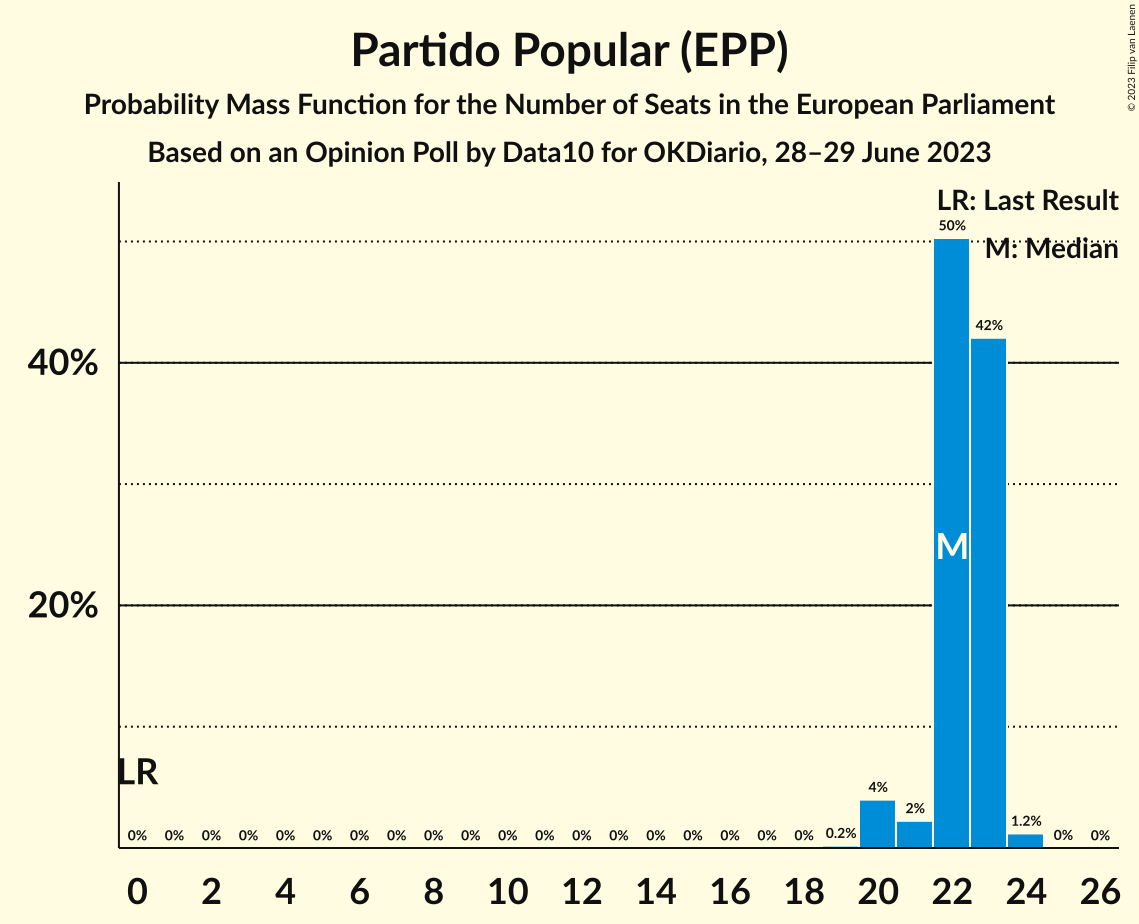 Partido Popular (EPP)
Probability Mass Function for the Number of Seats in the European Parliament
Based on an Opinion Poll by Data10 for OKDiario, 28–29 June 2023
© 2023 Filip van Laenen
LR: Last Result
M: Median
50%
42%
40%
20%
M
LR
0% 0% 0% 0% 0% 0% 0% 0% 0% 0% 0% 0% 0% 0% 0% 0% 0% 0% 0% 0.2% 4% 2% 1.2% 0% 0%
0 2 4 6 8 10 12 14 16 18 20 22 24 26